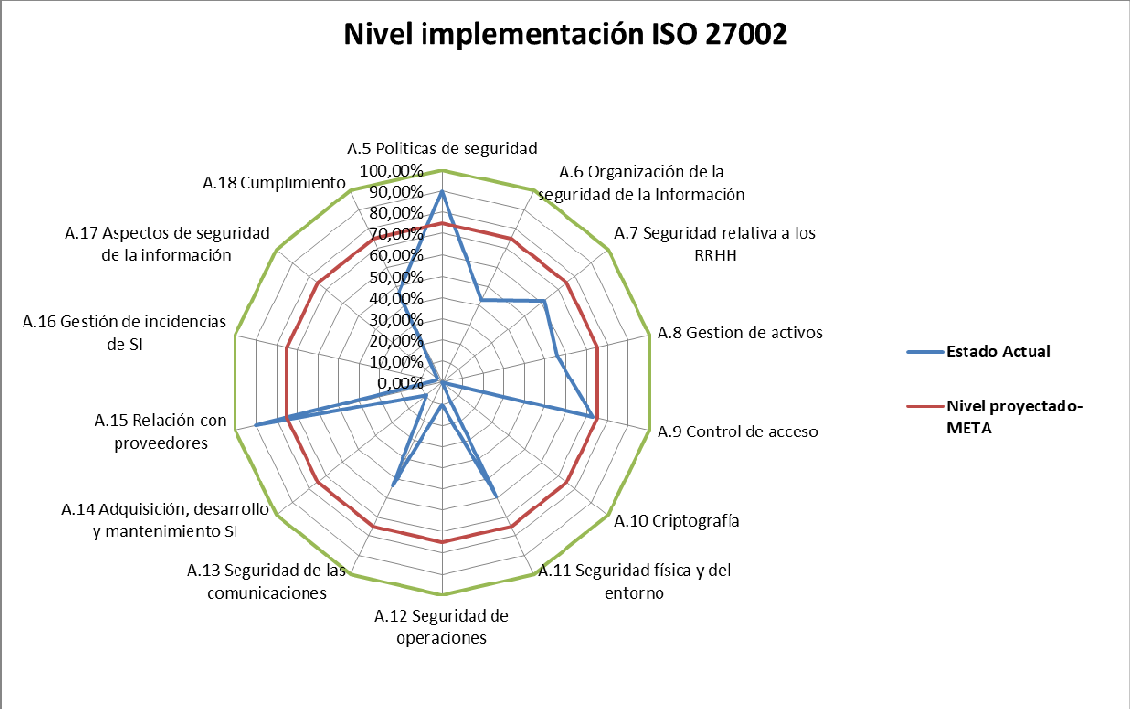 Nivel implementación ISO 27002
A.5 Politicas de seguridad
A.6 Organización de la
seguridad de la Información
A.7 Seguridad relativa a los
RRHH
A.8 Gestion de activos
A.9 Control de acceso
A.10 Criptografía
A.11 Seguridad física y del
entorno
A.12 Seguridad de
operaciones
A.13 Seguridad de las
comunicaciones
A.14 Adquisición, desarrollo
y mantenimiento SI
A.15 Relación con
proveedores
A.16 Gestión de incidencias
de SI
A.17 Aspectos de seguridad
de la información
A.18 Cumplimiento
100,00%
90,00%
80,00%
70,00%
60,00%
50,00%
40,00%
30,00%
20,00%
10,00%
0,00%
Estado Actual
Nivel proyectado-
META